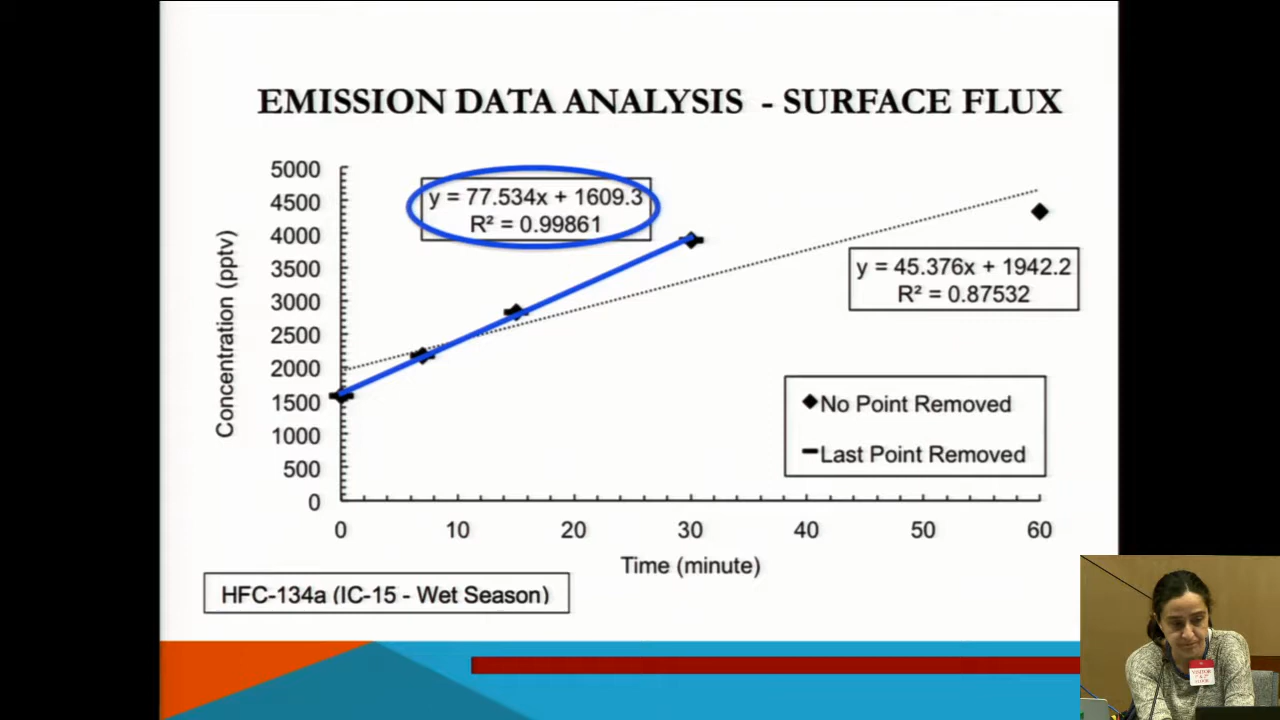 EMISSION DATA ANALYSIS - SURFACE FLUX
5000
4500
4000
3500
3000
2500
2000
1500
1000
500
0
Concentration (pptv)
y = 77.534x + 1609.3
R² = 0.99861
y = 45.376x + 1942.2
R² = 0.87532
No Point Removed
Last Point Removed
0 10 20 30 40 50 60
Time (minute)
HFC-134a (IC-15 - Wet Season)
VISITOR